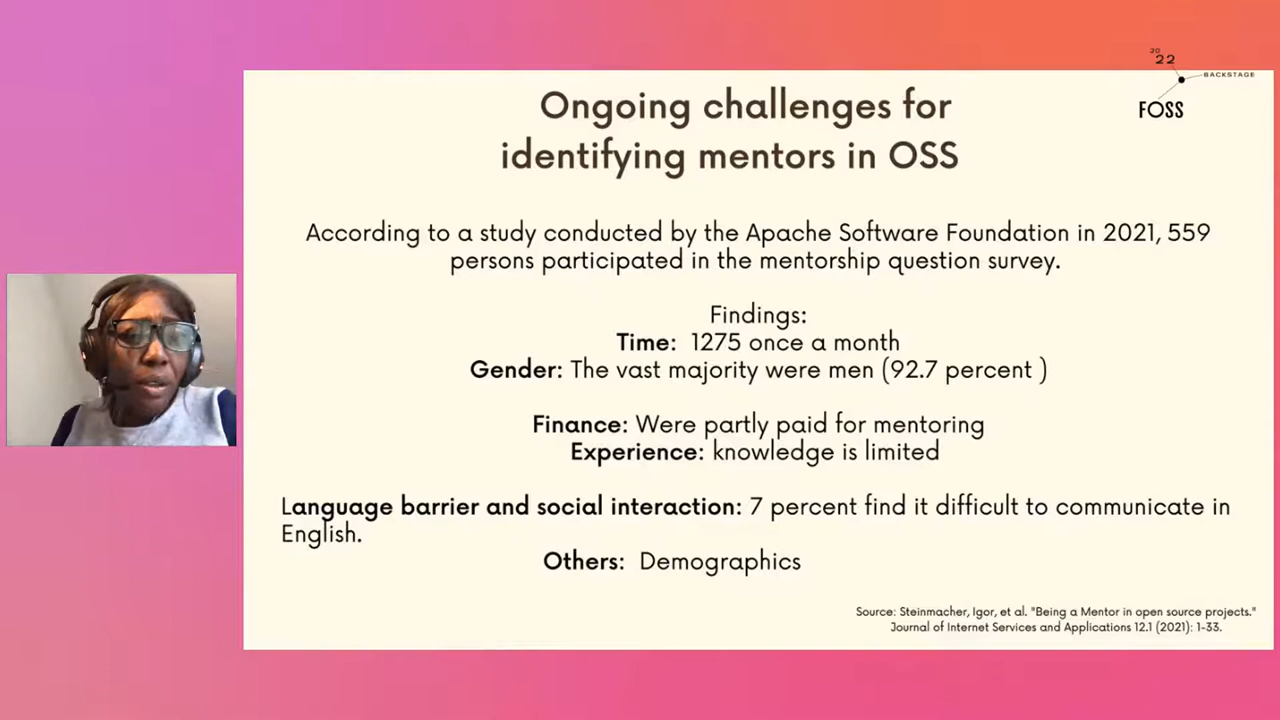 20
22
BACKSTAGE
FOSS
Ongoing challenges for
identifying mentors in OSS
According to a study conducted by the Apache Software Foundation in 2021, 559
persons participated in the mentorship question survey.
Findings:
Time: 1275 once a month
Gender: The vast majority were men (92.7 percent )
Finance: Were partly paid for mentoring
Experience: knowledge is limited
Language barrier and social interaction: 7 percent find it difficult to communicate in
English.
Others: Demographics
Source: Steinmacher, Igor, et al. "Being a Mentor in open source projects."
Journal of Internet Services and Applications 12.1 (2021): 1-33.